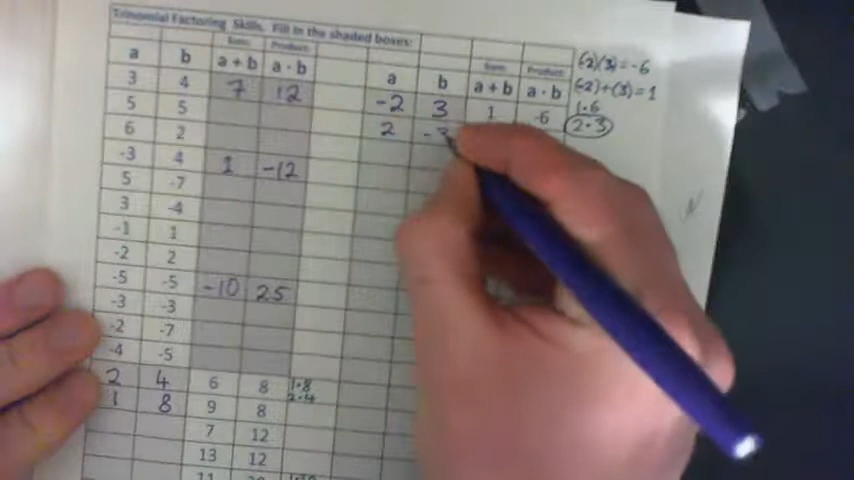 Trinomial Factoring Skills. Fill in the shaded boxes:
Sum: Product: Sum: Product:
a b a + b a · b a b a + b a · b
3 4 7 12 -2 3 1 -6
5 5 2 -3
6 2
-3 4 1 -12
5 -7
3 -4
-1 1
-2 2
-5 -5 -10 25
-3 -3
-2 -7
-4 -5
2 4 6 8 1·8
2·4
1 8 9 8
7 12
13 12
11
(-2)(3) = -6
(-2)+(3) = 1
1·6
2·3